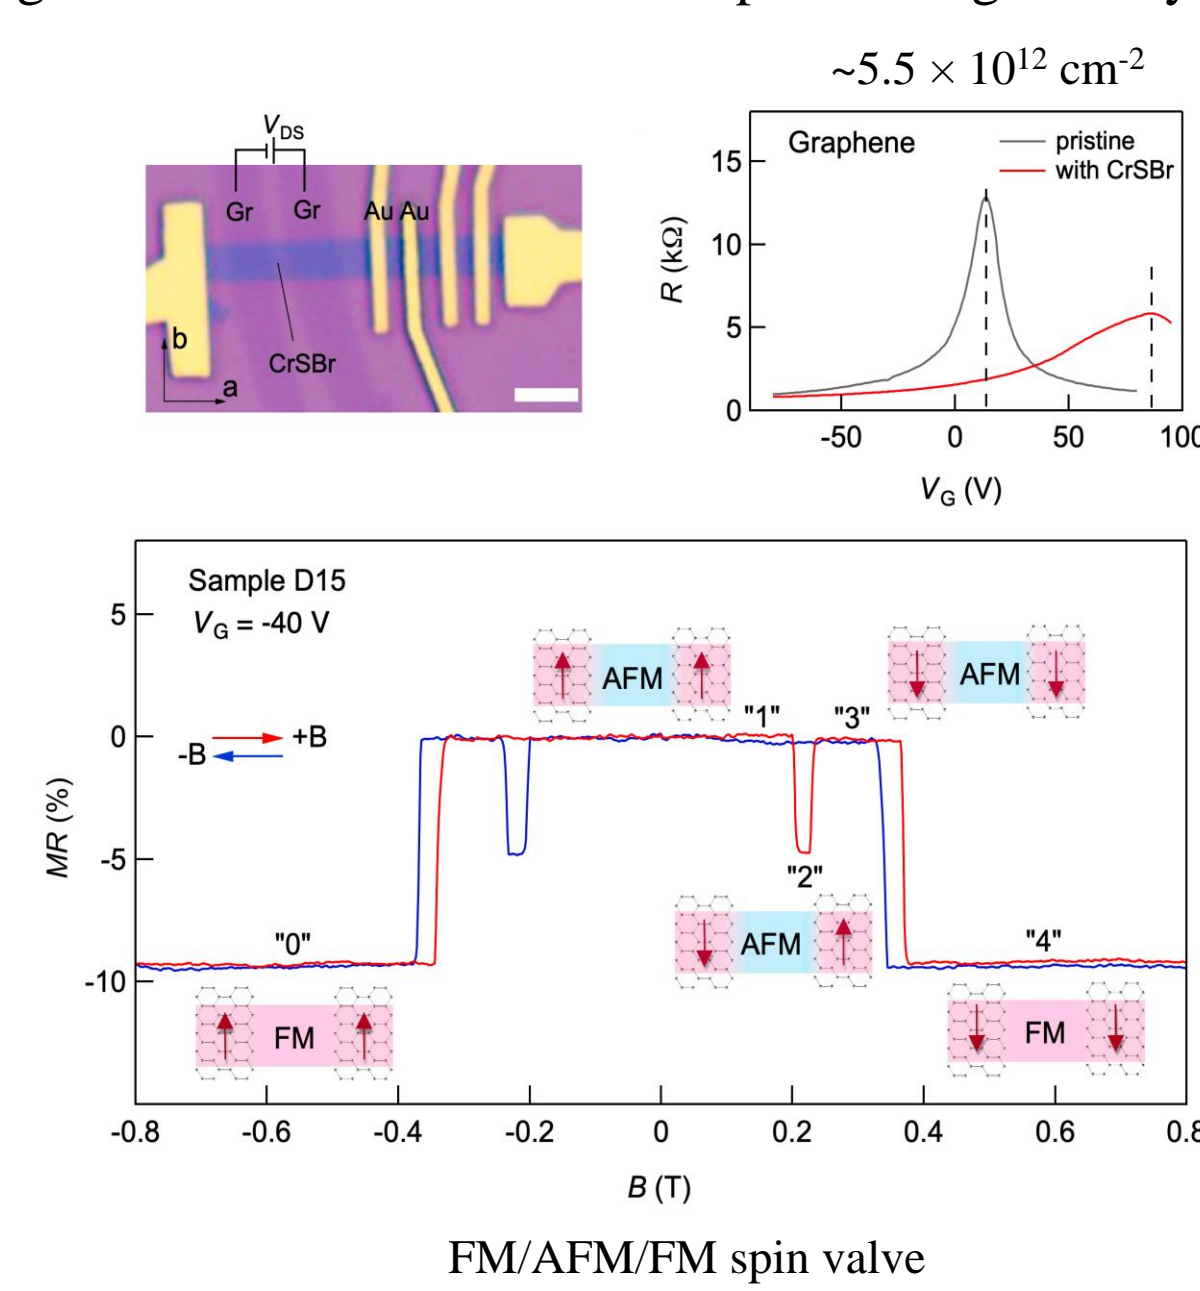 ~5.5 × 10¹² cm⁻²
V_DS
Gr Gr Au Au
CrSBr
b
a
Graphene
pristine
with CrSBr
15
10
5
0
R (kΩ)
-50 0 50
V_G (V)
Sample D15
V_G = -40 V
+B
-B
AFM
AFM
"1" "3"
"2"
AFM
"0"
"4"
FM
FM
5
0
-5
-10
MR (%)
-0.8 -0.6 -0.4 -0.2 0 0.2 0.4 0.6 0.8
B (T)
FM/AFM/FM spin valve